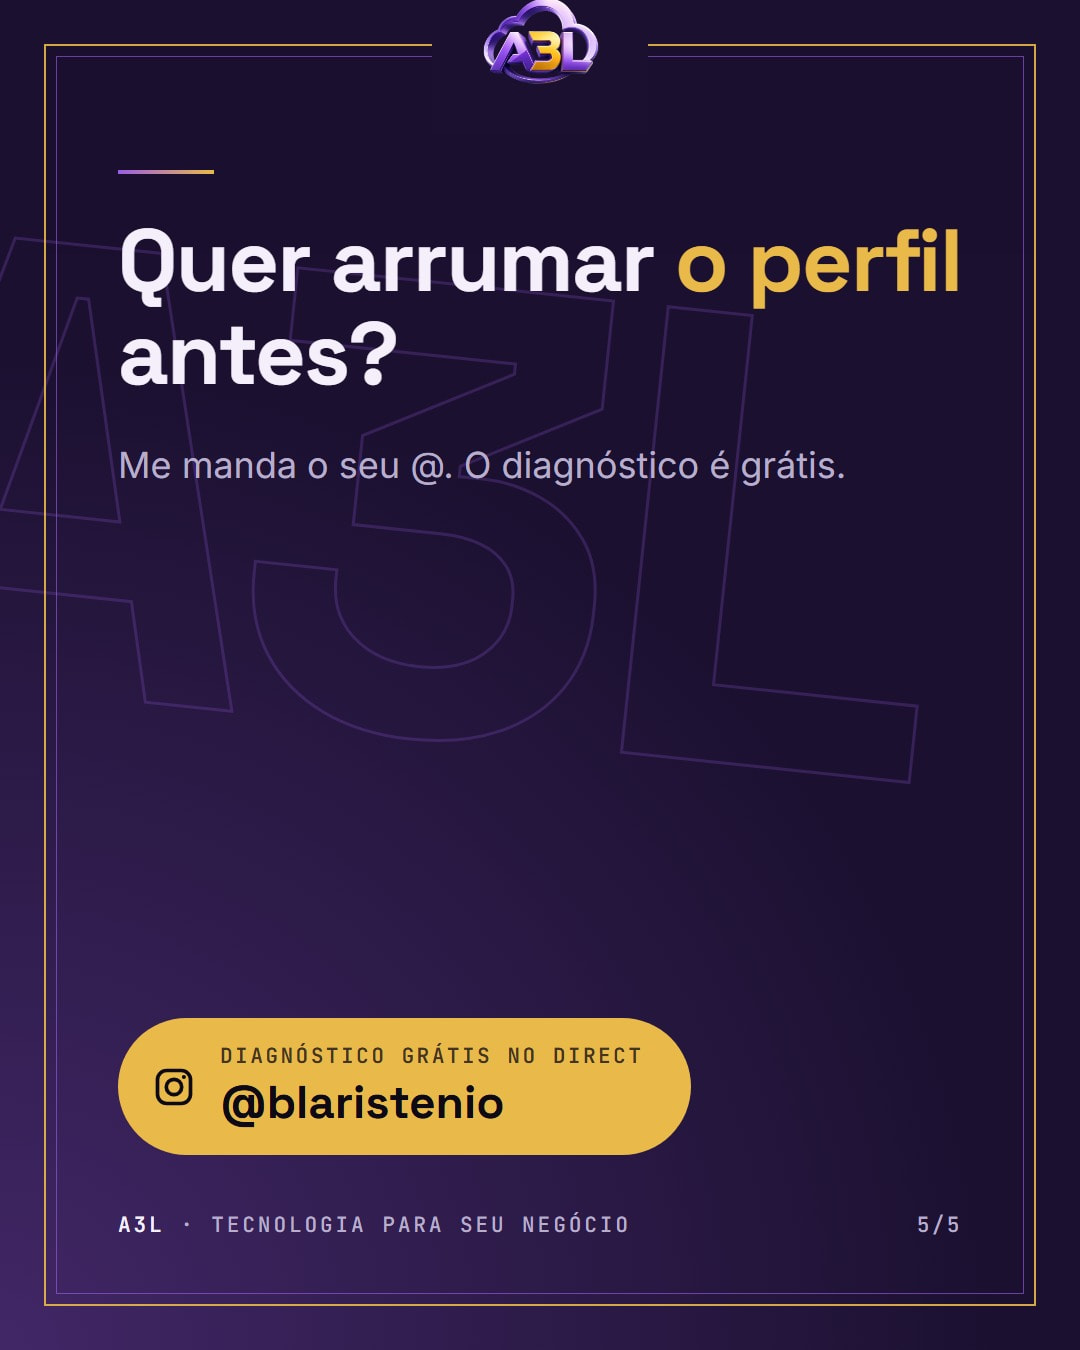 A3L
Quer arrumar o perfil
antes?
Me manda o seu @. O diagnóstico é grátis.
A3L
DIAGNÓSTICO GRÁTIS NO DIRECT
@blaristenio
A3L · TECNOLOGIA PARA SEU NEGÓCIO
5/5